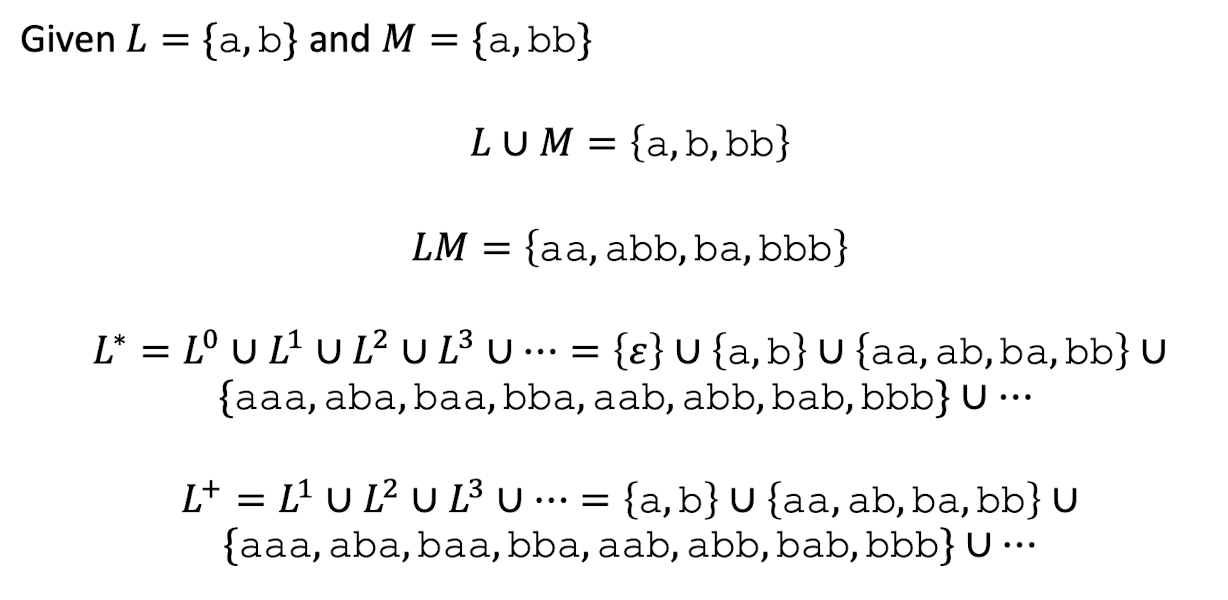 Given L = {a, b} and M = {a, bb}
L ∪ M = {a, b, bb}
LM = {aa, abb, ba, bbb}
L* = L⁰ ∪ L¹ ∪ L² ∪ L³ ∪ ⋯ = {ε} ∪ {a, b} ∪ {aa, ab, ba, bb} ∪
{aaa, aba, baa, bba, aab, abb, bab, bbb} ∪ ⋯
L⁺ = L¹ ∪ L² ∪ L³ ∪ ⋯ = {a, b} ∪ {aa, ab, ba, bb} ∪
{aaa, aba, baa, bba, aab, abb, bab, bbb} ∪ ⋯